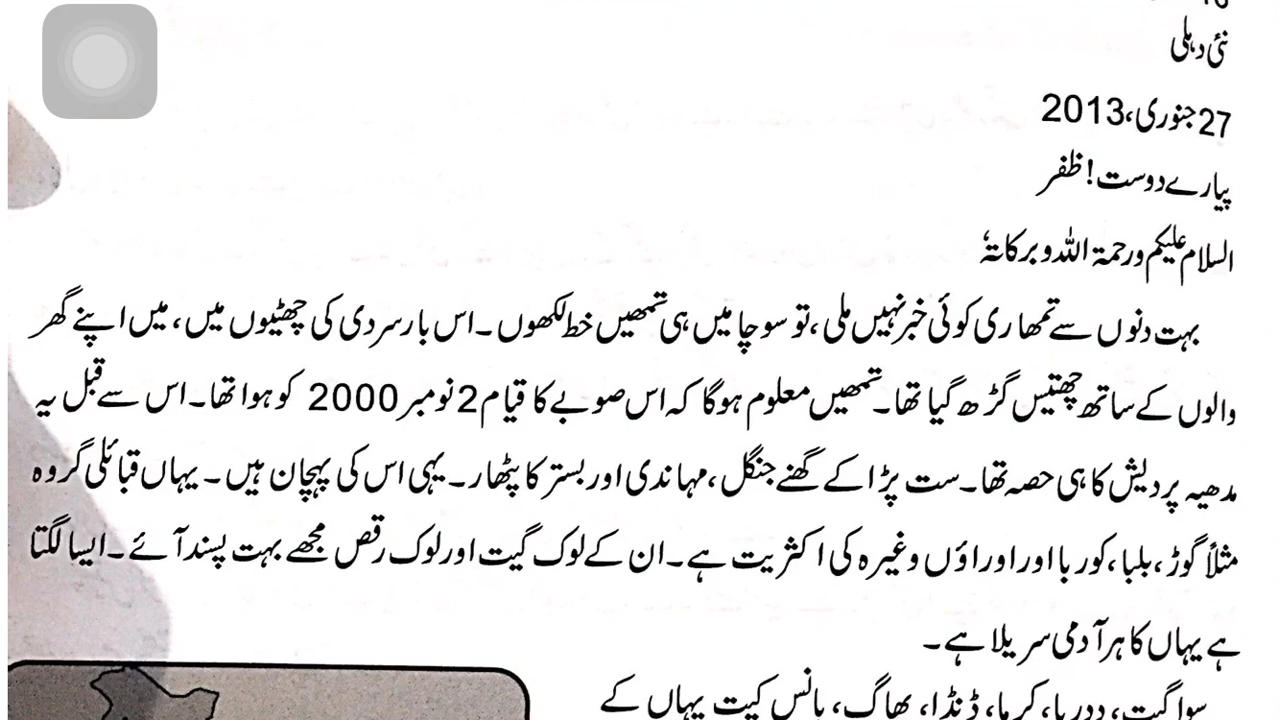 نئی دہلی
27 جنوری، 2013
پیارے دوست! ظفر
السلام علیکم ورحمۃ اللہ وبرکاتہٗ
بہت دنوں سے تمھاری کوئی خبر نہیں ملی، تو سوچا میں ہی تمھیں خط لکھوں۔ اس بار سردی کی چھٹیوں میں، میں اپنے گھر
والوں کے ساتھ چھتیس گڑھ گیا تھا۔ تمھیں معلوم ہوگا کہ اس صوبے کا قیام 2 نومبر 2000 کو ہوا تھا۔ اس سے قبل یہ
مدھیہ پردیش کا ہی حصہ تھا۔ ست پڑا کے گھنے جنگل، مہاندی اور بستر کا پٹھار۔ یہی اس کی پہچان ہیں۔ یہاں قبائلی گروہ
مثلاً گوڑ، بلبا، کوربا اور اوراؤں وغیرہ کی اکثریت ہے۔ ان کے لوک گیت اور لوک رقص مجھے بہت پسند آئے۔ ایسا لگتا
ہے یہاں کا ہر آدمی سریلا ہے۔
سوا گیت، ددریا، کرما، ڈنڈا، پھاگ، بانس گیت یہاں کے